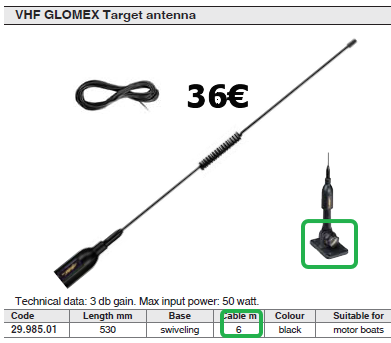 VHF GLOMEX Target antenna
36€
Technical data: 3 db gain. Max input power: 50 watt.
Code Length mm Base Cable m Colour Suitable for
29.985.01 530 swiveling 6 black motor boats